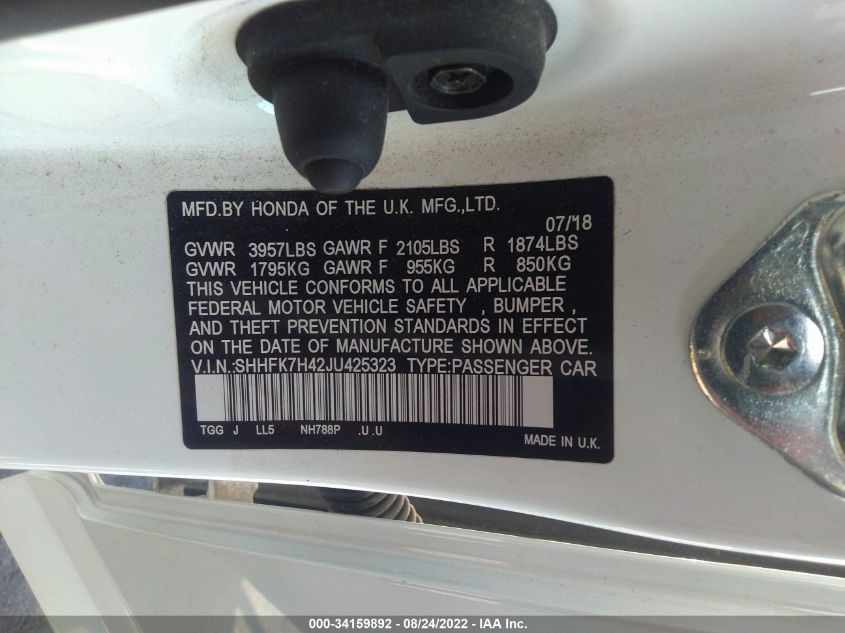 MFD.BY HONDA OF THE U.K. MFG.,LTD.
07/18
GVWR 3957LBS GAWR F 2105LBS R 1874LBS
GVWR 1795KG GAWR F 955KG R 850KG
THIS VEHICLE CONFORMS TO ALL APPLICABLE
FEDERAL MOTOR VEHICLE SAFETY , BUMPER ,
AND THEFT PREVENTION STANDARDS IN EFFECT
ON THE DATE OF MANUFACTURE SHOWN ABOVE.
V.I.N.:SHHFK7H42JU425323 TYPE:PASSENGER CAR
TGG J LL5 NH788P .U .U
MADE IN U.K.
000-34159892 - 08/24/2022 - IAA Inc.